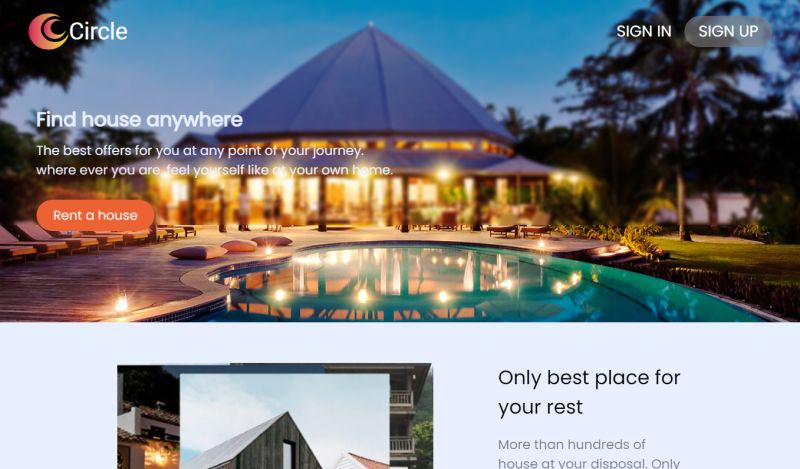 Circle
SIGN IN
SIGN UP
Find house anywhere
The best offers for you at any point of your journey.
where ever you are, feel yourself like at your own home.
Rent a house
Only best place for
your rest
More than hundreds of
house at your disposal. Only